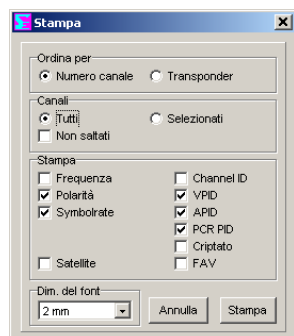 Stampa
Ordina per
Numero canale Transponder
Canali
Tutti Selezionati
Non saltati
Stampa
Frequenza Channel ID
Polarità VPID
Symbolrate APID
PCR PID
Criptato
Satellite FAV
Dim. del font
2 mm Annulla Stampa